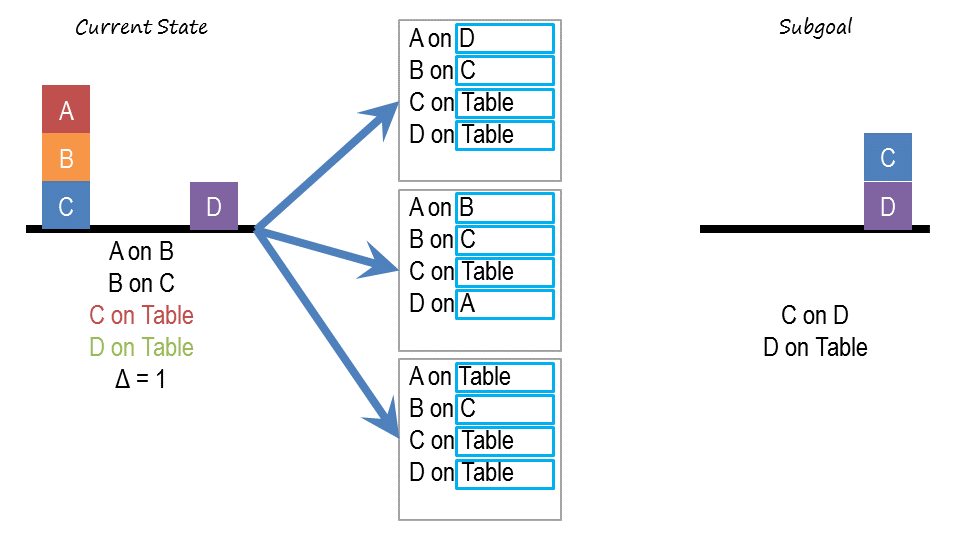 Current State
A
B
C
D
A on B
B on C
C on Table
D on Table
Δ = 1
A on D
B on C
C on Table
D on Table
A on B
B on C
C on Table
D on A
A on Table
B on C
C on Table
D on Table
Subgoal
C
D
C on D
D on Table